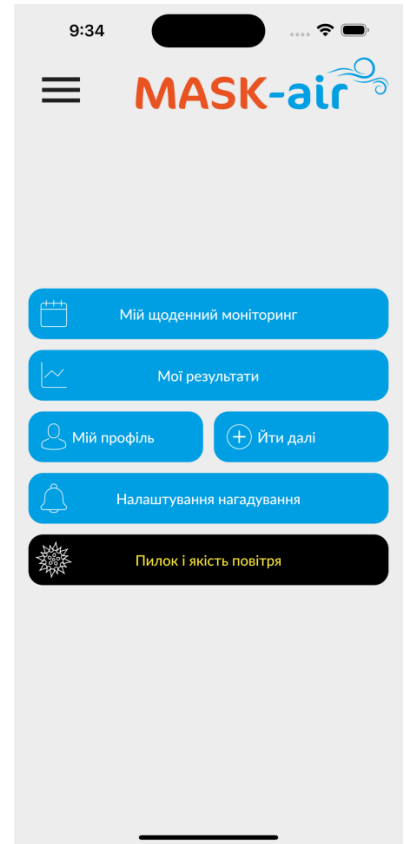 9:34
MASK-air
Мій щоденний моніторинг
Мої результати
Мій профіль
Йти далі
Налаштування нагадування
Пилок і якість повітря